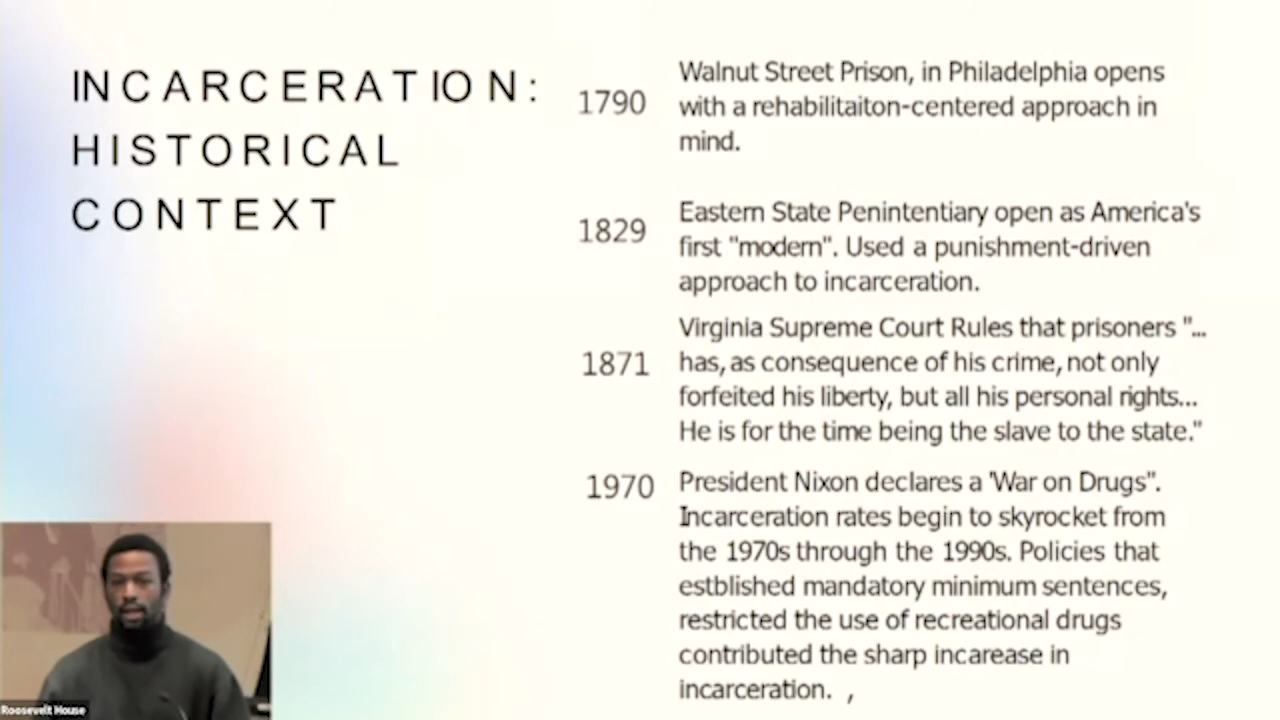 INCARCERATION:
HISTORICAL
CONTEXT
1790
Walnut Street Prison, in Philadelphia opens
with a rehabilitaiton-centered approach in
mind.
1829
Eastern State Penintentiary open as America's
first "modern". Used a punishment-driven
approach to incarceration.
1871
Virginia Supreme Court Rules that prisoners "...
has, as consequence of his crime, not only
forfeited his liberty, but all his personal rights...
He is for the time being the slave to the state."
1970
President Nixon declares a 'War on Drugs".
Incarceration rates begin to skyrocket from
the 1970s through the 1990s. Policies that
estblished mandatory minimum sentences,
restricted the use of recreational drugs
contributed the sharp incarease in
incarceration. ,
Roosevelt House